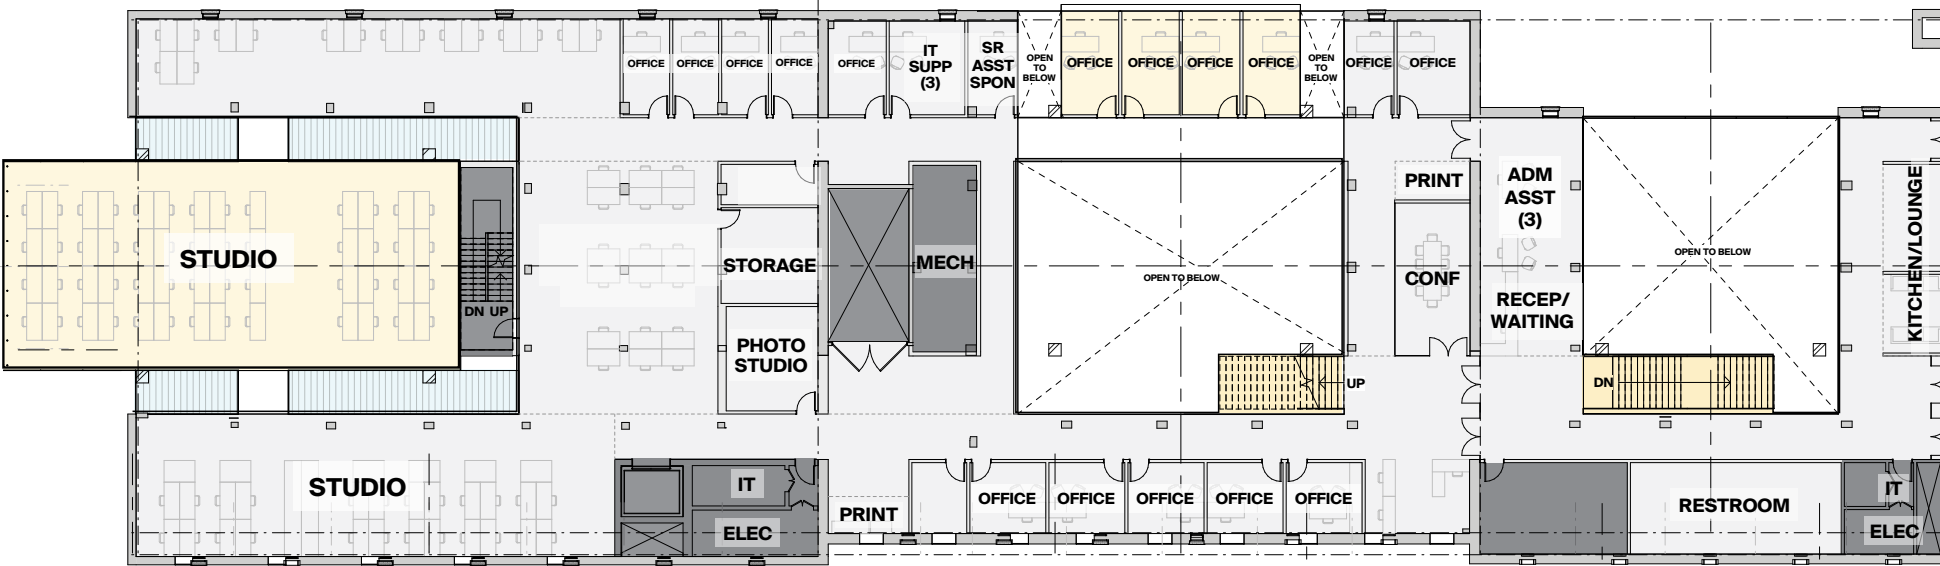 OFFICE
OFFICE
OFFICE
OFFICE
OFFICE
IT
SUPP
(3)
SR
ASST
SPON
OPEN
TO
BELOW
OFFICE
OFFICE
OFFICE
OFFICE
OPEN
TO
BELOW
OFFICE
OFFICE
STUDIO
DN UP
STORAGE
PHOTO
STUDIO
MECH
OPEN TO BELOW
UP
PRINT
CONF
ADM
ASST
(3)
RECEP/
WAITING
OPEN TO BELOW
DN
KITCHEN/LOUNGE
STUDIO
IT
ELEC
PRINT
OFFICE
OFFICE
OFFICE
OFFICE
OFFICE
RESTROOM
IT
ELEC